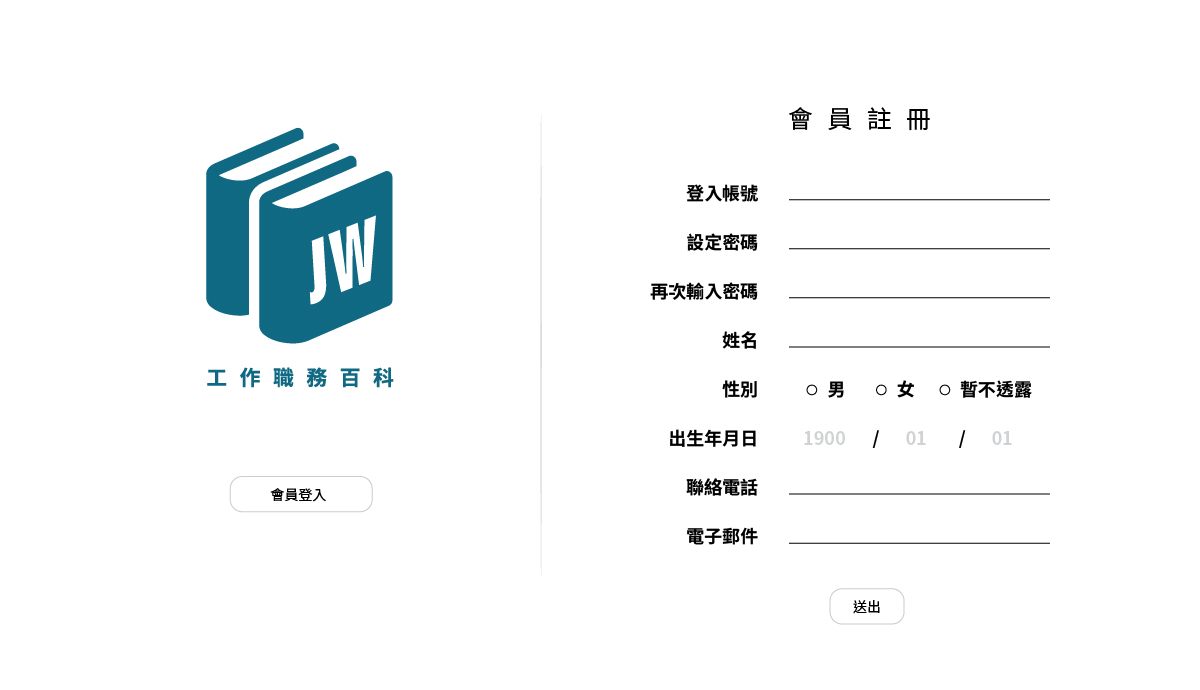 JW
工作職務百科
會員登入
會員註冊
登入帳號
設定密碼
再次輸入密碼
姓名
性別 ○ 男 ○ 女 ○ 暫不透露
出生年月日 1900 / 01 / 01
聯絡電話
電子郵件
送出